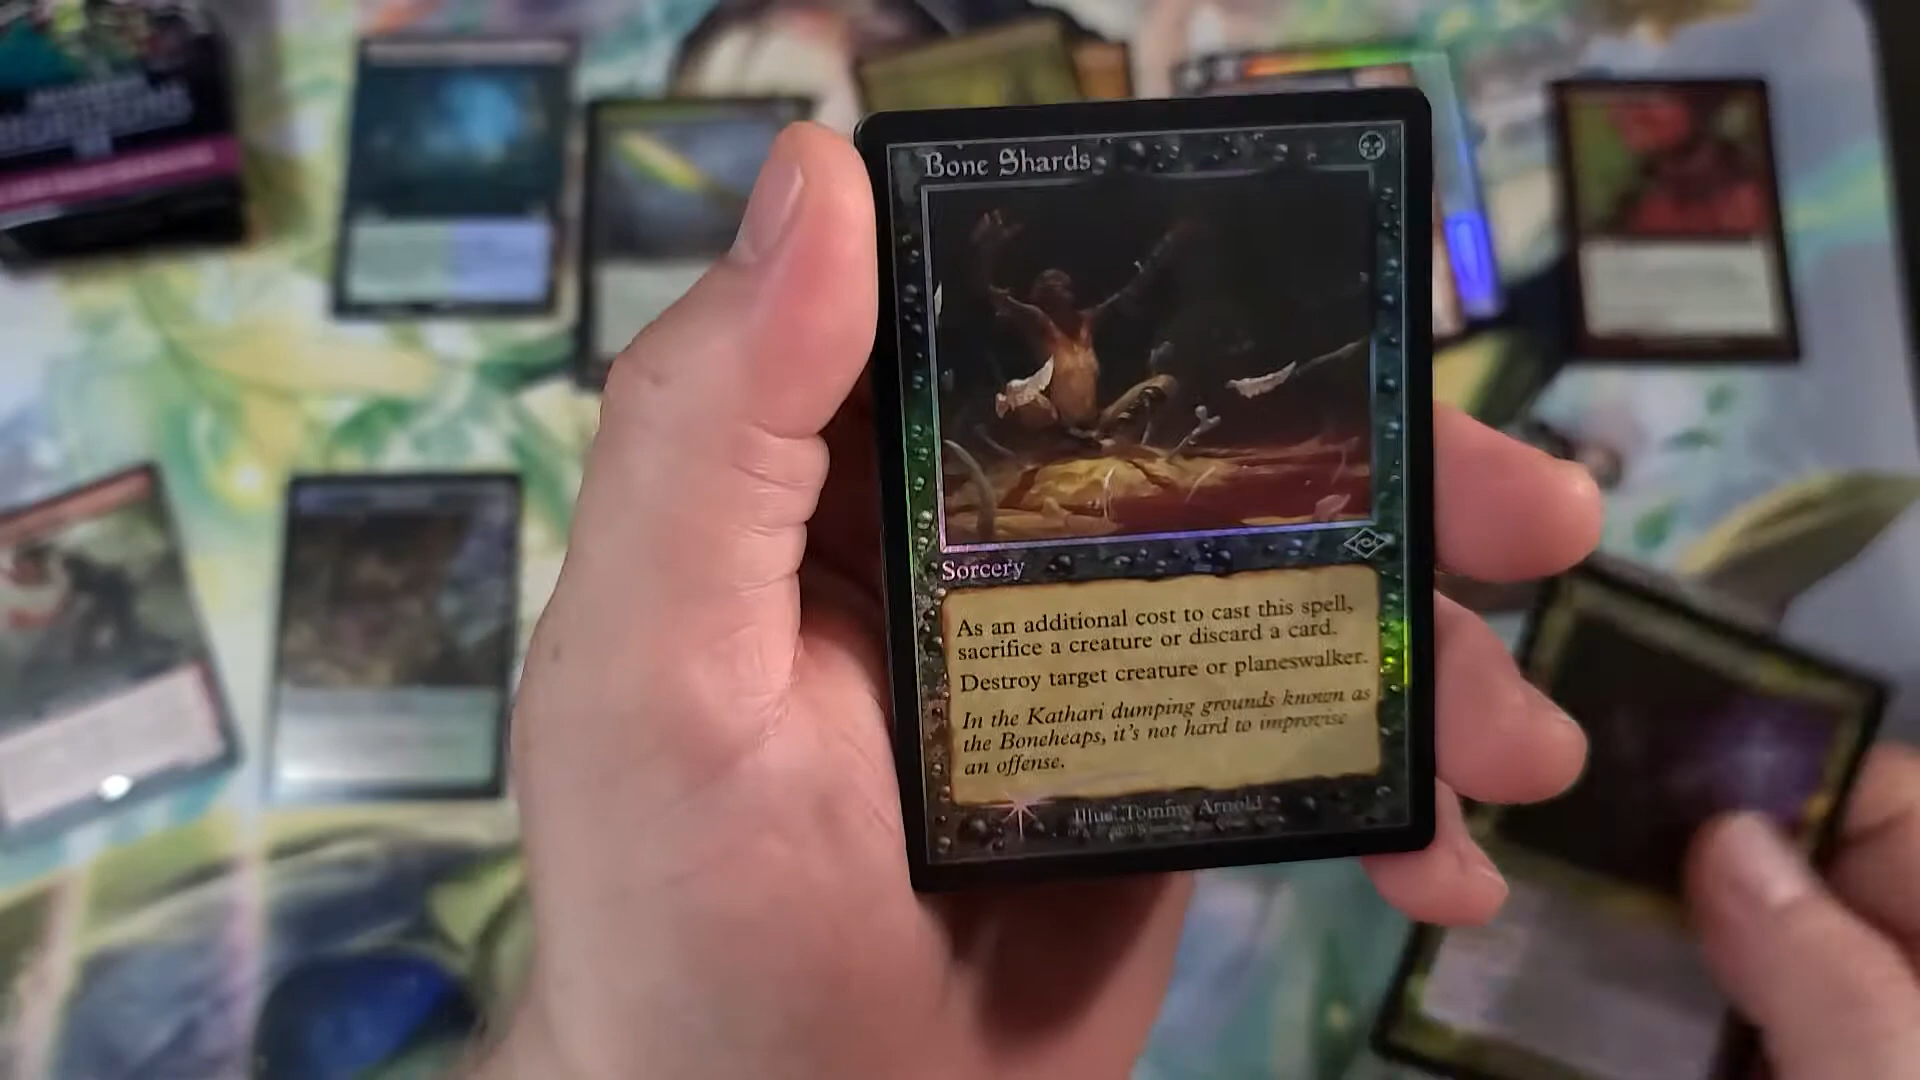 HORIZONS
Bone Shards
Sorcery
As an additional cost to cast this spell,
sacrifice a creature or discard a card.
Destroy target creature or planeswalker.
In the Kathari dumping grounds known as
the Boneheaps, it's not hard to improvise
an offense.
Illus. Tommy Arnold